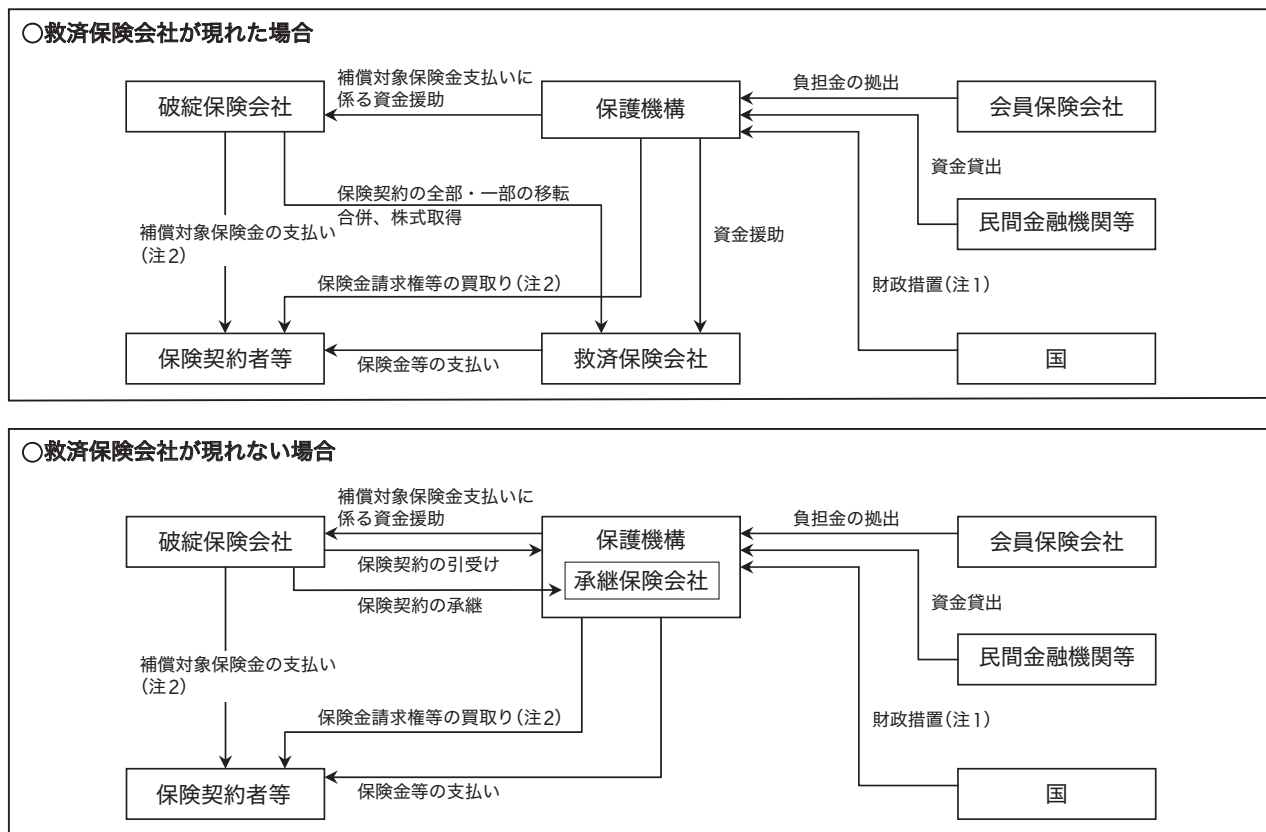 ○救済保険会社が現れた場合
補償対象保険金支払いに
係る資金援助
負担金の拠出
破綻保険会社
保護機構
会員保険会社
資金貸出
保険契約の全部・一部の移転
合併、株式取得
補償対象保険金の支払い
(注2)
資金援助
民間金融機関等
保険金請求権等の買取り(注2)
財政措置(注1)
保険契約者等
保険金等の支払い
救済保険会社
国
○救済保険会社が現れない場合
補償対象保険金支払いに
係る資金援助
負担金の拠出
破綻保険会社
保護機構
会員保険会社
保険契約の引受け
承継保険会社
保険契約の承継
資金貸出
補償対象保険金の支払い
(注2)
民間金融機関等
保険金請求権等の買取り(注2)
財政措置(注1)
保険契約者等
保険金等の支払い
国